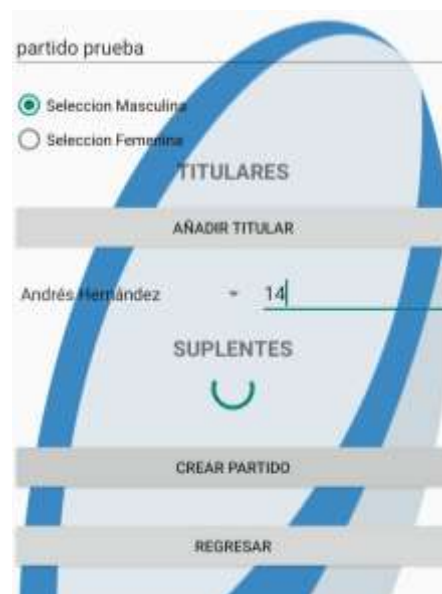 partido prueba
Seleccion Masculina
Seleccion Femenina
TITULARES
AÑADIR TITULAR
Andrés Hernández 14
SUPLENTES
CREAR PARTIDO
REGRESAR